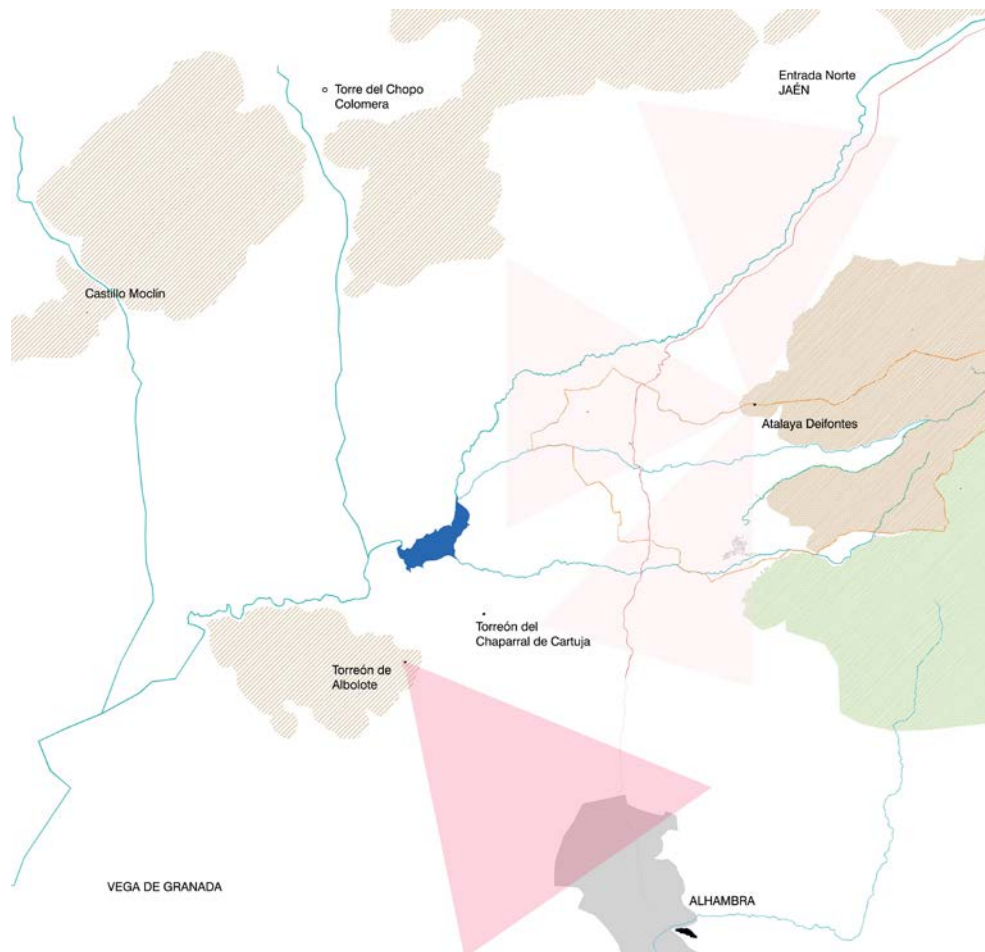 Entrada Norte
JAÉN
Torre del Chopo
Colomera
Castillo Moclín
Atalaya Deifontes
Torreón del
Chaparral de Cartuja
Torreón de
Albolote
VEGA DE GRANADA
ALHAMBRA